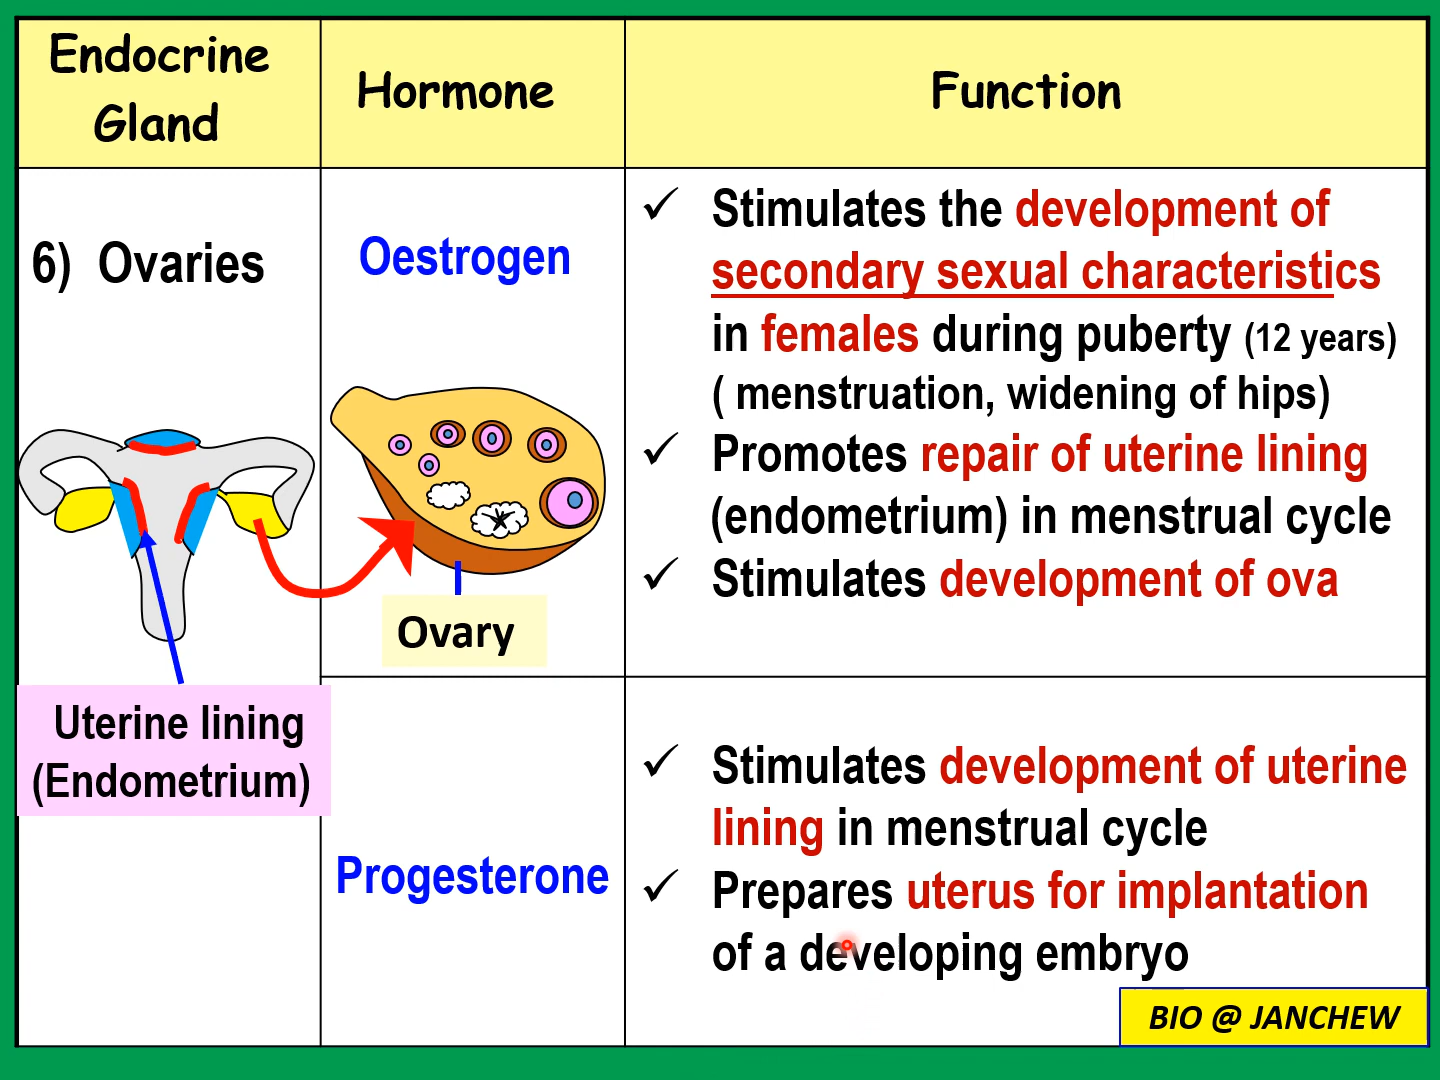 Endocrine
Gland
Hormone
Function
6) Ovaries
Oestrogen
✓ Stimulates the development of
secondary sexual characteristics
in females during puberty (12 years)
( menstruation, widening of hips)
✓ Promotes repair of uterine lining
(endometrium) in menstrual cycle
✓ Stimulates development of ova
Ovary
Uterine lining
(Endometrium)
Progesterone
✓ Stimulates development of uterine
lining in menstrual cycle
✓ Prepares uterus for implantation
of a developing embryo
BIO @ JANCHEW